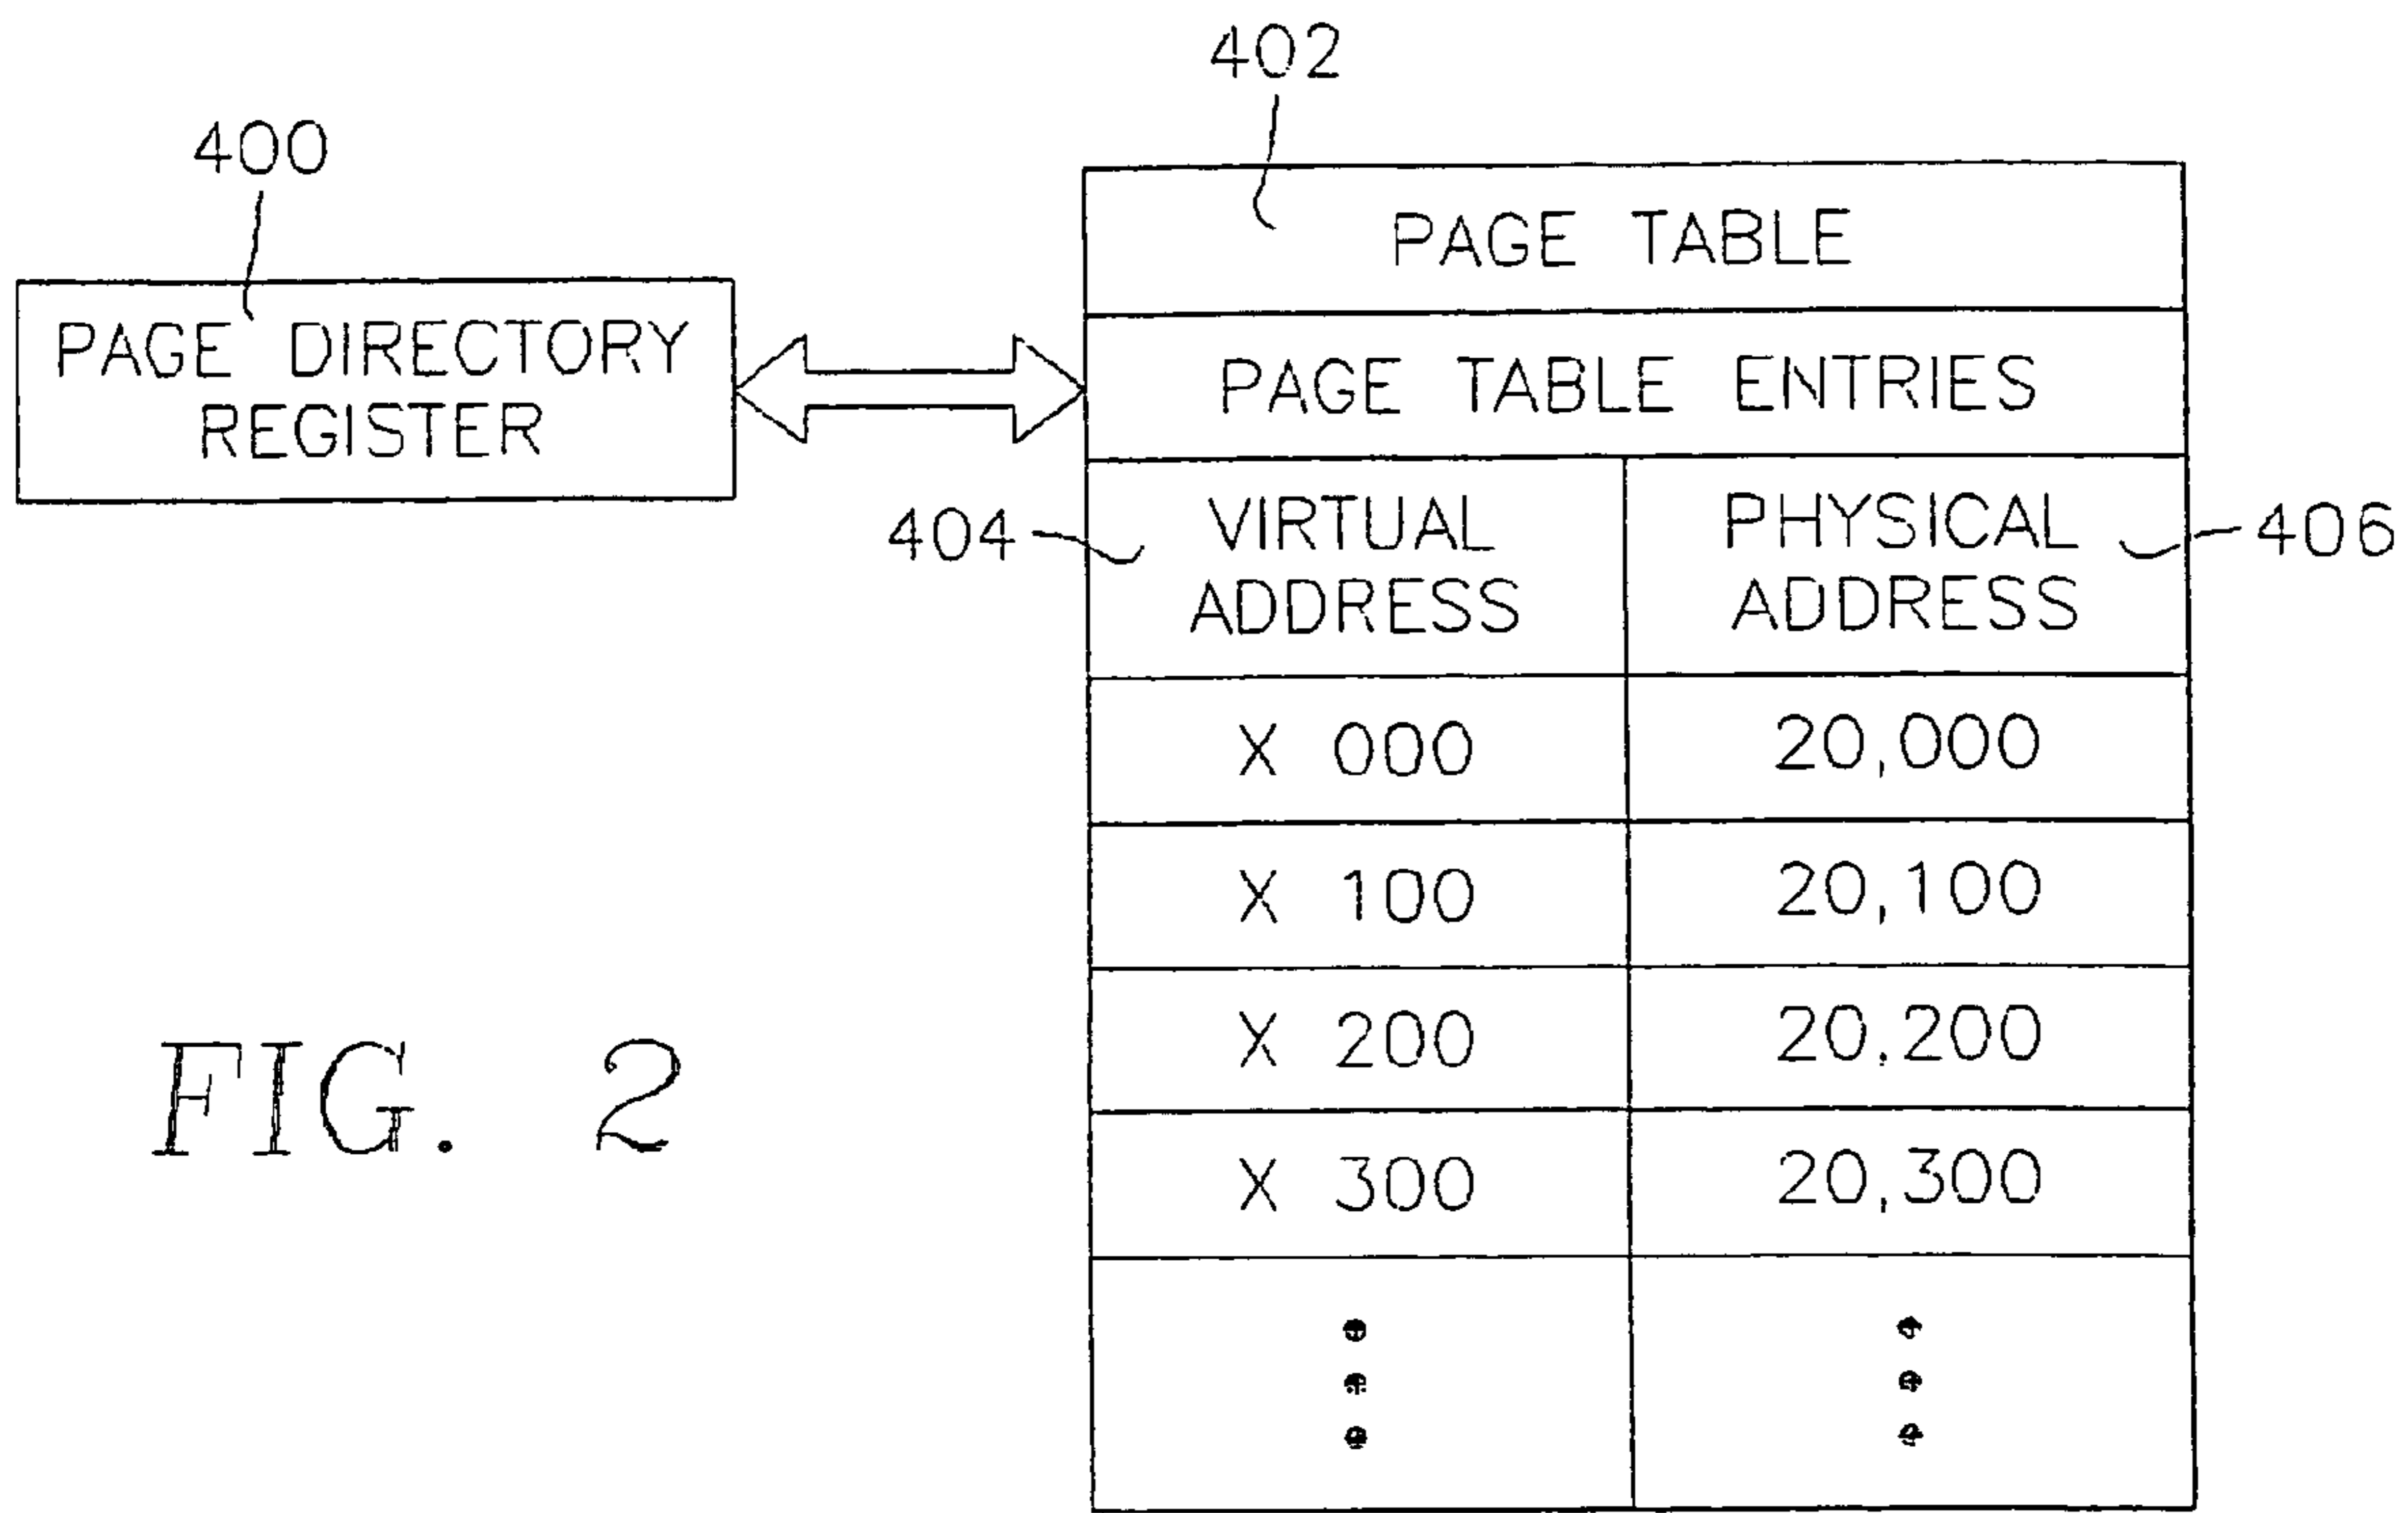 402
400
PAGE TABLE
PAGE DIRECTORY
REGISTER
PAGE TABLE ENTRIES
404
VIRTUAL
ADDRESS
PHYSICAL
ADDRESS
406
X 000
20,000
X 100
20,100
X 200
20,200
X 300
20,300
FIG. 2